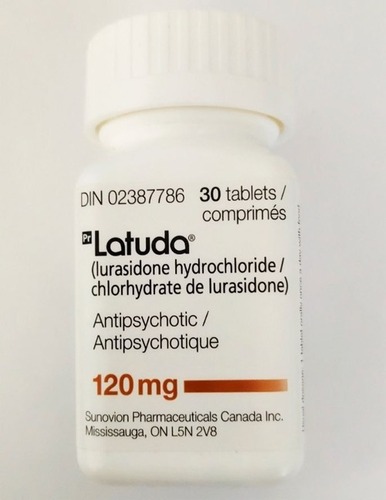 DIN 02387786 30 tablets /
comprimés
Pr Latuda®
(lurasidone hydrochloride /
chlorhydrate de lurasidone)
Antipsychotic /
Antipsychotique
120 mg
Sunovion Pharmaceuticals Canada Inc.
Mississauga, ON L5N 2V8